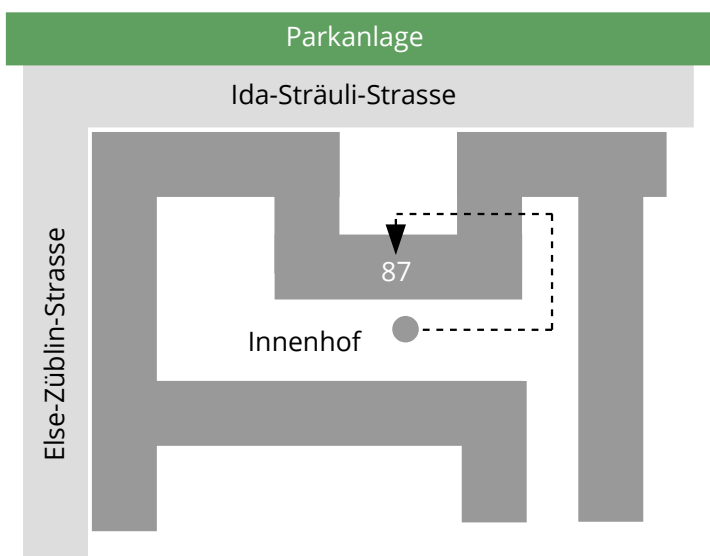 Parkanlage
Ida-Sträuli-Strasse
Else-Züblin-Strasse
87
Innenhof